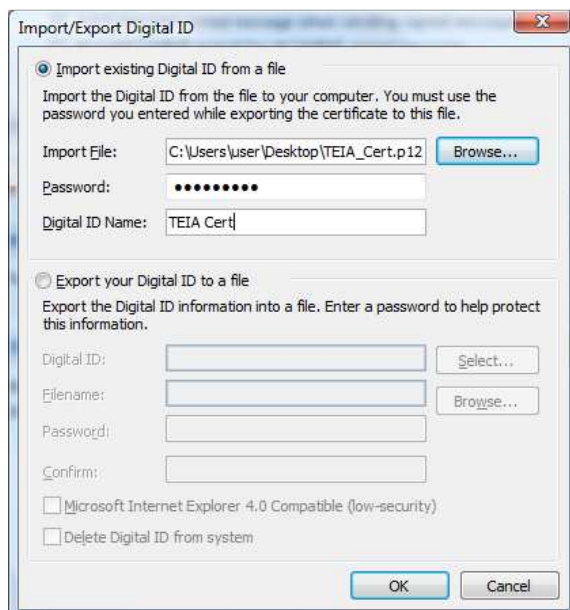 Import/Export Digital ID
Import existing Digital ID from a file
Import the Digital ID from the file to your computer. You must use the
password you entered while exporting the certificate to this file.
Import File: C:\Users\user\Desktop\TEIA_Cert.p12 Browse...
Password: •••••••••
Digital ID Name: TEIA Cert
Export your Digital ID to a file
Export the Digital ID information into a file. Enter a password to help protect
this information.
Digital ID: Select...
Filename: Browse...
Password:
Confirm:
Microsoft Internet Explorer 4.0 Compatible (low-security)
Delete Digital ID from system
OK Cancel